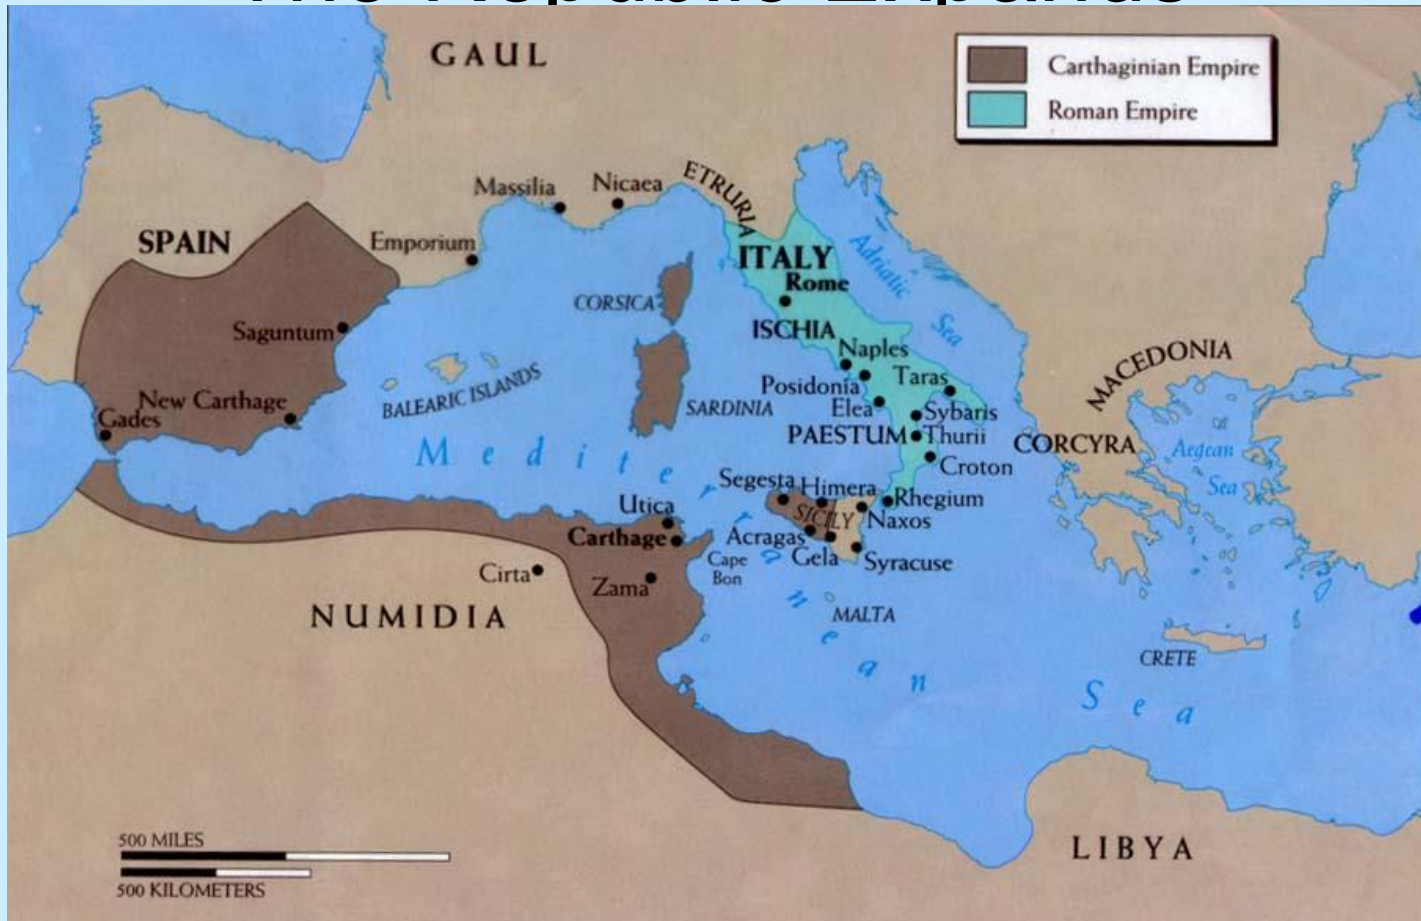 The Republic Expands
GAUL
Carthaginian Empire
Roman Empire
ETRURIA
Massilia
Nicaea
SPAIN
Emporium
ITALY
Rome
Adriatic
Sea
CORSICA
Saguntum
ISCHIA
Naples
MACEDONIA
BALEARIC ISLANDS
Posidonia
Taras
New Carthage
SARDINIA
Elea
Sybaris
Gades
PAESTUM
Thurii
CORCYRA
Aegean
Sea
Mediterranean Sea
Croton
Segesta
Himera
Rhegium
Utica
SICILY
Naxos
Carthage
Acragas
Gela
Syracuse
Cape
Bon
Cirta
Zama
NUMIDIA
MALTA
CRETE
500 MILES
500 KILOMETERS
LIBYA